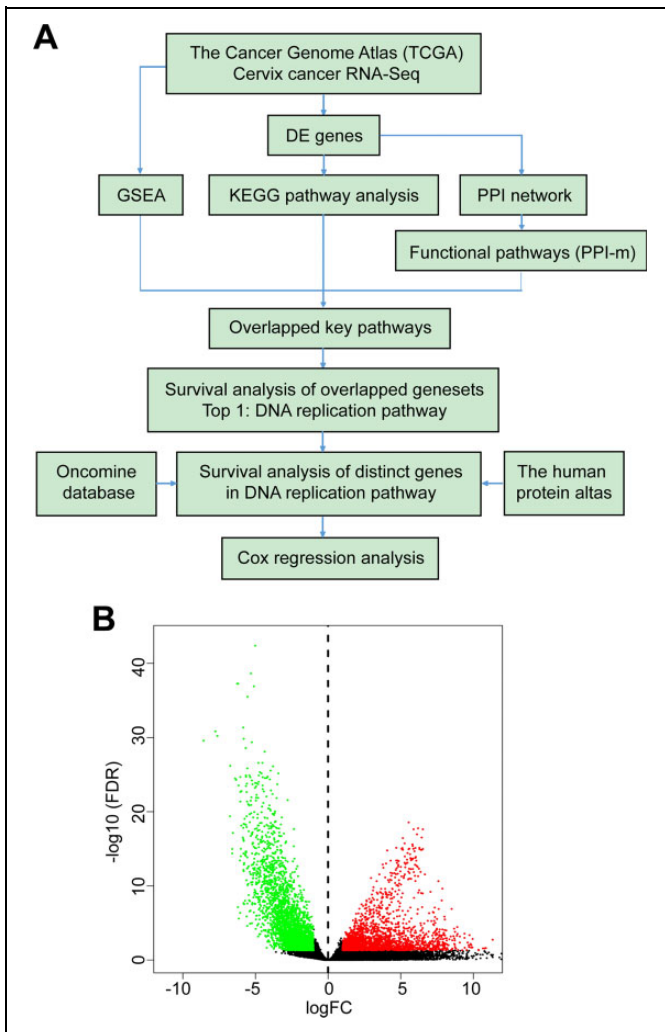 A
The Cancer Genome Atlas (TCGA)
Cervix cancer RNA-Seq
DE genes
GSEA
KEGG pathway analysis
PPI network
Functional pathways (PPI-m)
Overlapped key pathways
Survival analysis of overlapped genesets
Top 1: DNA replication pathway
Oncomine
database
Survival analysis of distinct genes
in DNA replication pathway
The human
protein altas
Cox regression analysis
B
-log10 (FDR)
40
30
20
10
0
-10
-5
0
5
10
logFC